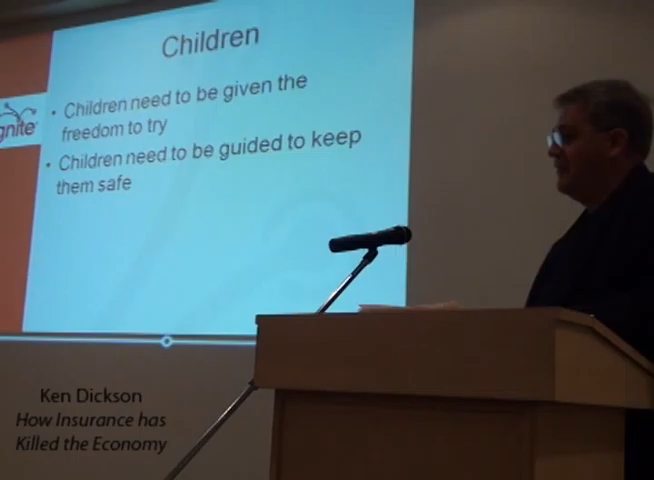 Children
• Children need to be given the
freedom to try
• Children need to be guided to keep
them safe
gnite
Ken Dickson
How Insurance has
Killed the Economy